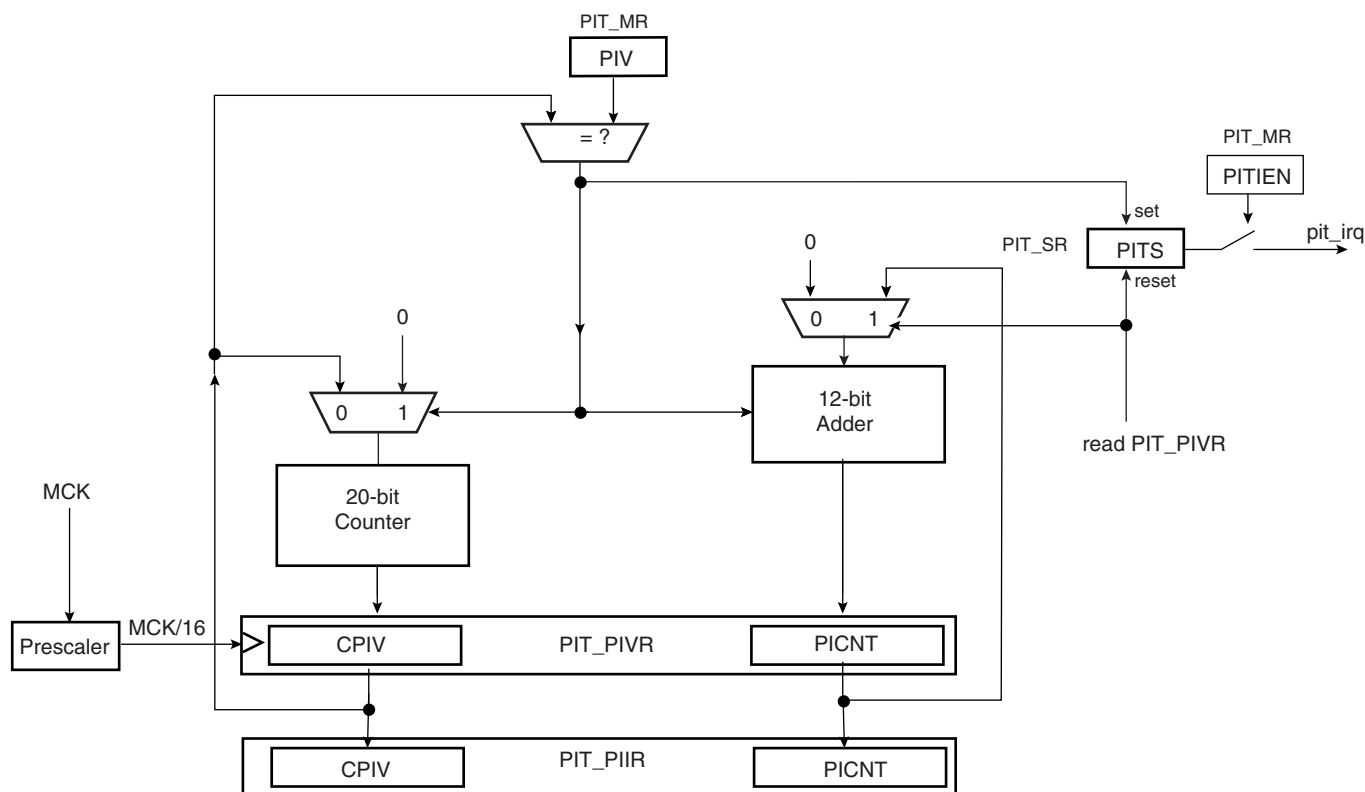 PIT_MR
PIV
= ?
PIT_MR
PITIEN
set
PIT_SR
PITS
pit_irq
reset
0
0 1
0
0 1
12-bit
Adder
read PIT_PIVR
MCK
20-bit
Counter
Prescaler
MCK/16
CPIV
PIT_PIVR
PICNT
CPIV
PIT_PIIR
PICNT